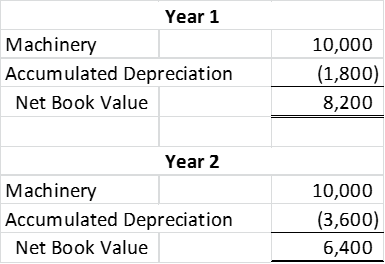 Year 1
Machinery 10,000
Accumulated Depreciation (1,800)
Net Book Value 8,200
Year 2
Machinery 10,000
Accumulated Depreciation (3,600)
Net Book Value 6,400